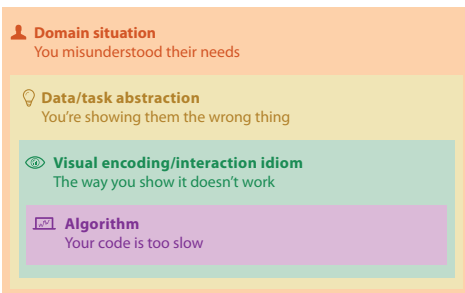 Domain situation
You misunderstood their needs
Data/task abstraction
You're showing them the wrong thing
Visual encoding/interaction idiom
The way you show it doesn't work
Algorithm
Your code is too slow